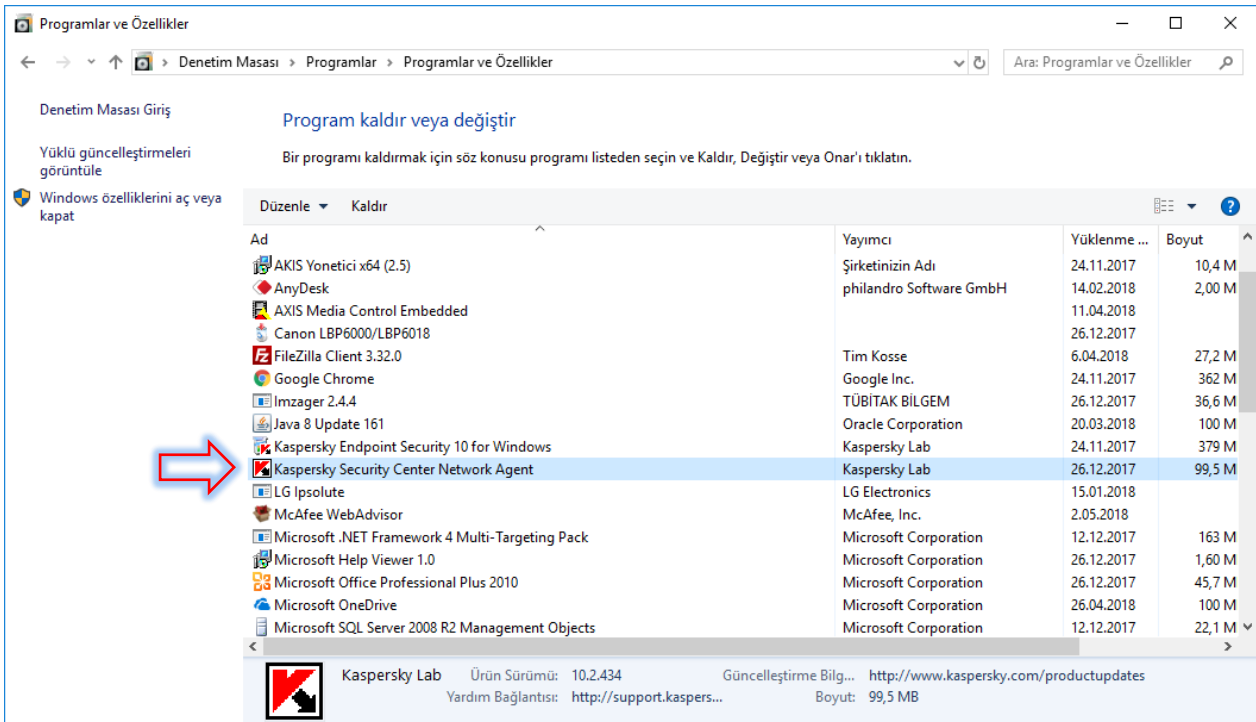 Programlar ve Özellikler
Denetim Masası > Programlar > Programlar ve Özellikler
Ara: Programlar ve Özellikler
Denetim Masası Giriş
Yüklü güncelleştirmeleri
görüntüle
Windows özelliklerini aç veya
kapat
Program kaldır veya değiştir
Bir programı kaldırmak için söz konusu programı listeden seçin ve Kaldır, Değiştir veya Onar'ı tıklatın.
Düzenle Kaldır
Ad Yayımcı Yüklenme ... Boyut
AKIS Yonetici x64 (2.5) Şirketinizin Adı 24.11.2017 10,4 M
AnyDesk philandro Software GmbH 14.02.2018 2,00 M
AXIS Media Control Embedded 11.04.2018
Canon LBP6000/LBP6018 26.12.2017
FileZilla Client 3.32.0 Tim Kosse 6.04.2018 27,2 M
Google Chrome Google Inc. 24.11.2017 362 M
Imzager 2.4.4 TÜBİTAK BİLGEM 26.12.2017 36,6 M
Java 8 Update 161 Oracle Corporation 20.03.2018 100 M
Kaspersky Endpoint Security 10 for Windows Kaspersky Lab 24.11.2017 379 M
Kaspersky Security Center Network Agent Kaspersky Lab 26.12.2017 99,5 M
LG Ipsolute LG Electronics 15.01.2018
McAfee WebAdvisor McAfee, Inc. 2.05.2018
Microsoft .NET Framework 4 Multi-Targeting Pack Microsoft Corporation 12.12.2017 163 M
Microsoft Help Viewer 1.0 Microsoft Corporation 26.12.2017 1,60 M
Microsoft Office Professional Plus 2010 Microsoft Corporation 26.12.2017 45,7 M
Microsoft OneDrive Microsoft Corporation 26.04.2018 100 M
Microsoft SQL Server 2008 R2 Management Objects Microsoft Corporation 12.12.2017 22,1 M
Kaspersky Lab Ürün Sürümü: 10.2.434 Güncelleştirme Bilg... http://www.kaspersky.com/productupdates
Yardım Bağlantısı: http://support.kaspers... Boyut: 99,5 MB